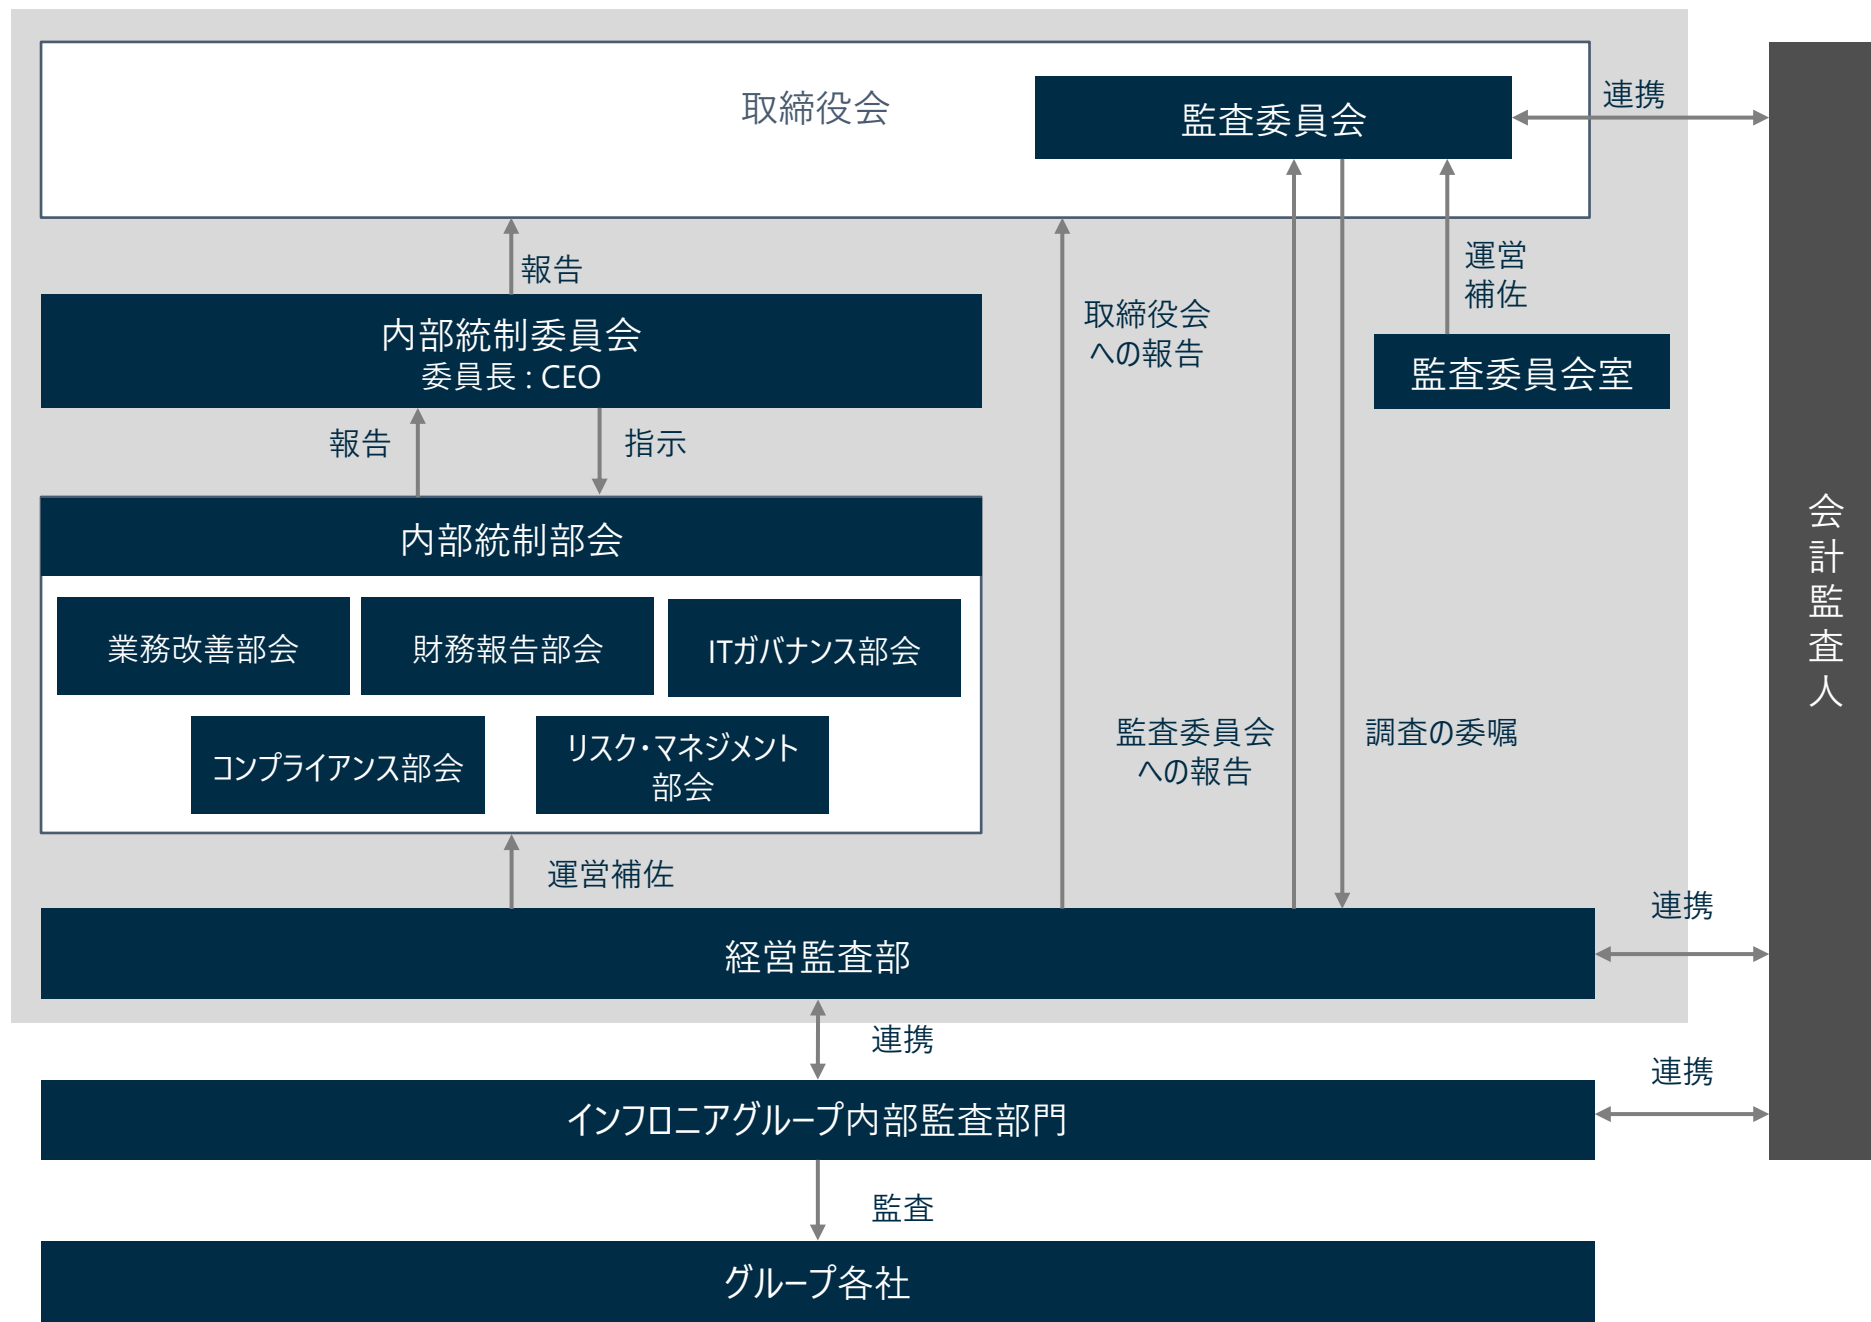 取締役会
監査委員会
連携
報告
運営
補佐
内部統制委員会
委員長 : CEO
取締役会
への報告
監査委員会室
報告
指示
内部統制部会
業務改善部会
財務報告部会
ITガバナンス部会
コンプライアンス部会
リスク・マネジメント
部会
監査委員会
への報告
調査の委嘱
会計監査人
運営補佐
経営監査部
連携
連携
インフロニアグループ内部監査部門
連携
監査
グループ各社